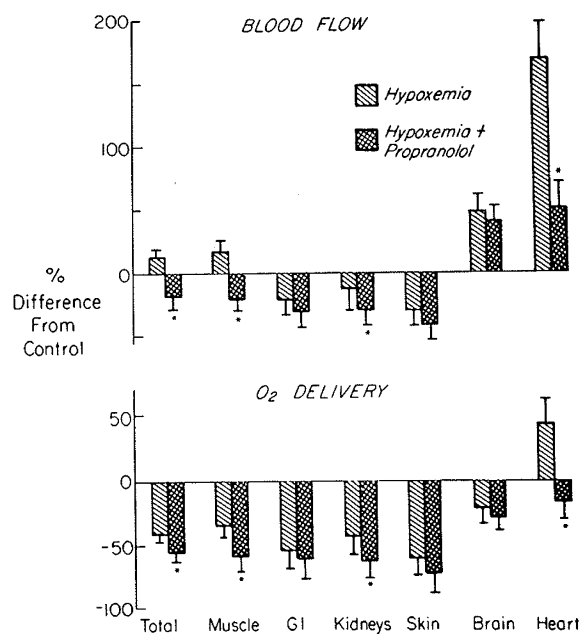 BLOOD FLOW
200
100
0
Hypoxemia
Hypoxemia +
Propranolol
*
*
*
*
%
Difference
From
Control
O2 DELIVERY
50
0
-50
-100
*
*
*
*
Total Muscle GI Kidneys Skin Brain Heart